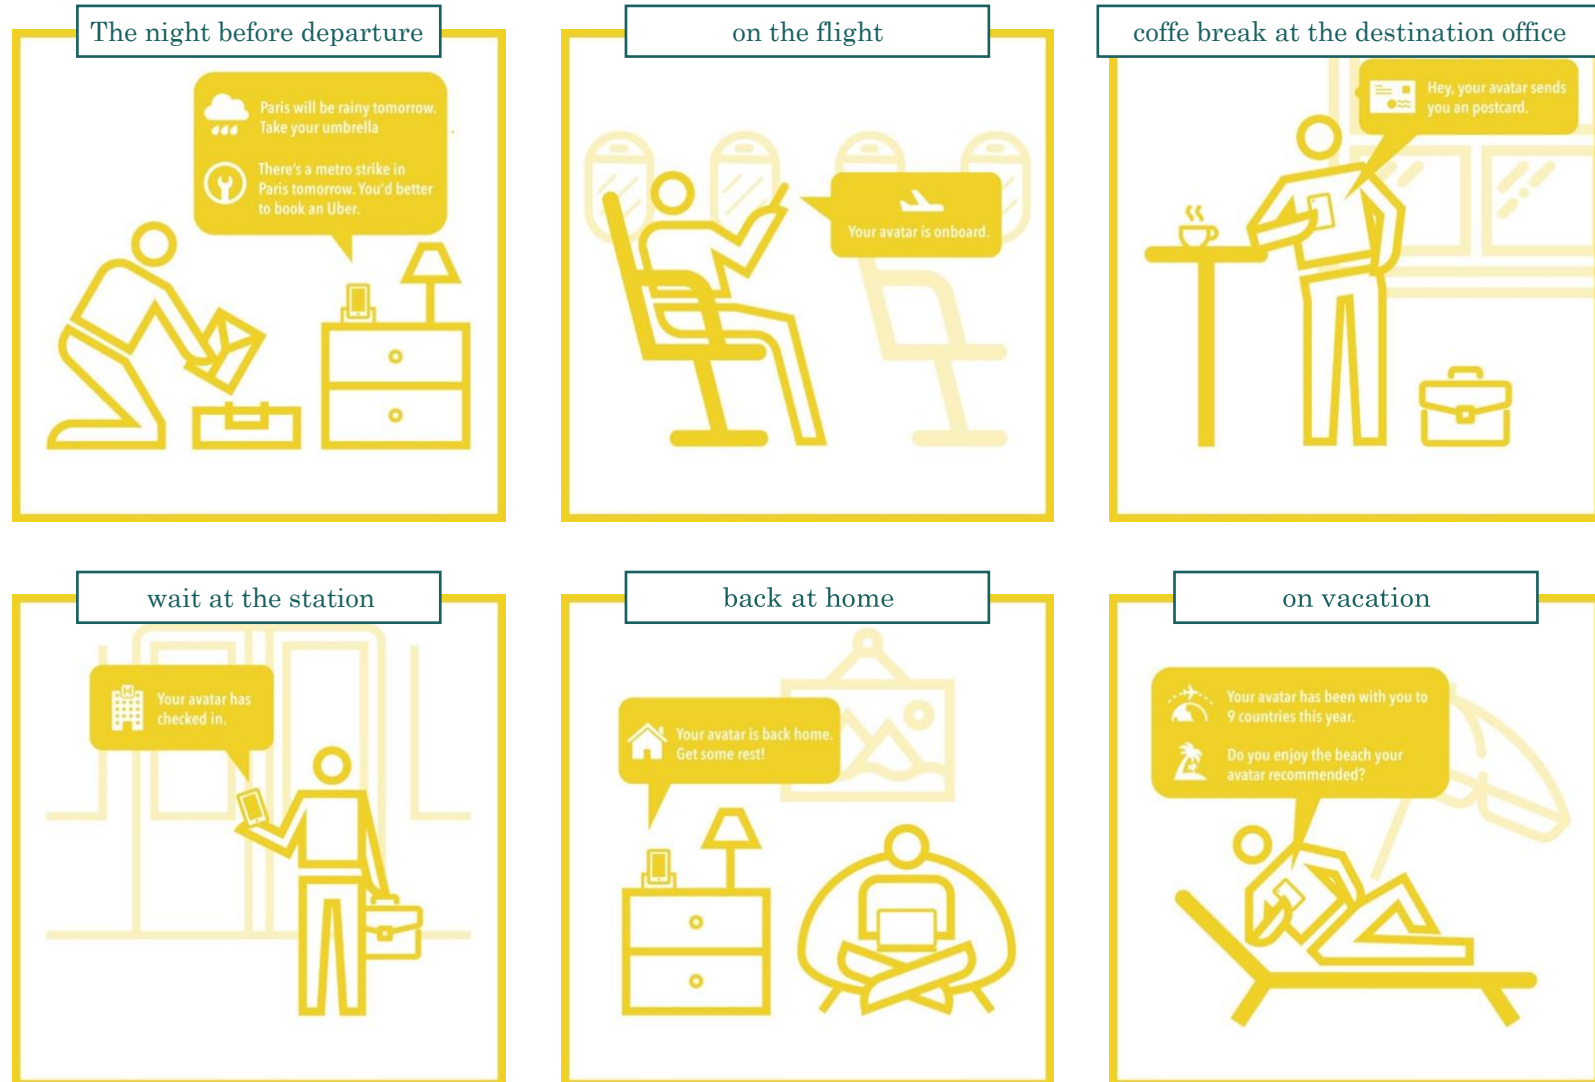 The night before departure
Paris will be rainy tomorrow.
Take your umbrella
There's a metro strike in
Paris tomorrow. You'd better
to book an Uber.
on the flight
Your avatar is onboard.
coffe break at the destination office
Hey, your avatar sends
you an postcard.
wait at the station
H
Your avatar has
checked in.
back at home
Your avatar is back home.
Get some rest!
on vacation
Your avatar has been with you to
9 countries this year.
Do you enjoy the beach your
avatar recommended?